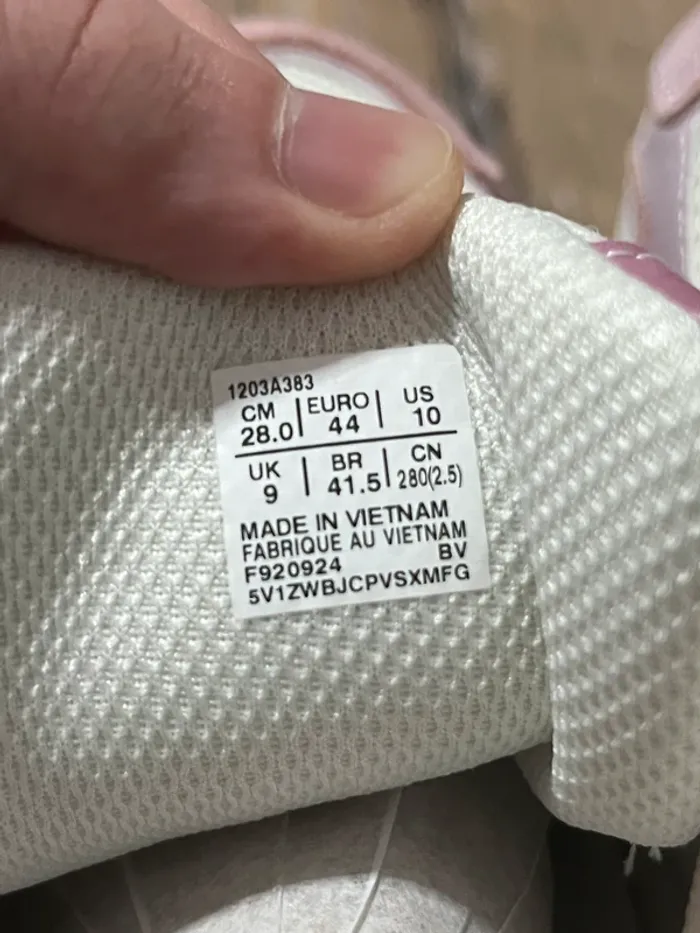 1203A383
CM | EURO | US
28.0 | 44 | 10
UK | BR | CN
9 | 41.5 | 280(2.5)
MADE IN VIETNAM
FABRIQUE AU VIETNAM
F920924 BV
5V1ZWBJCPVSXMFG